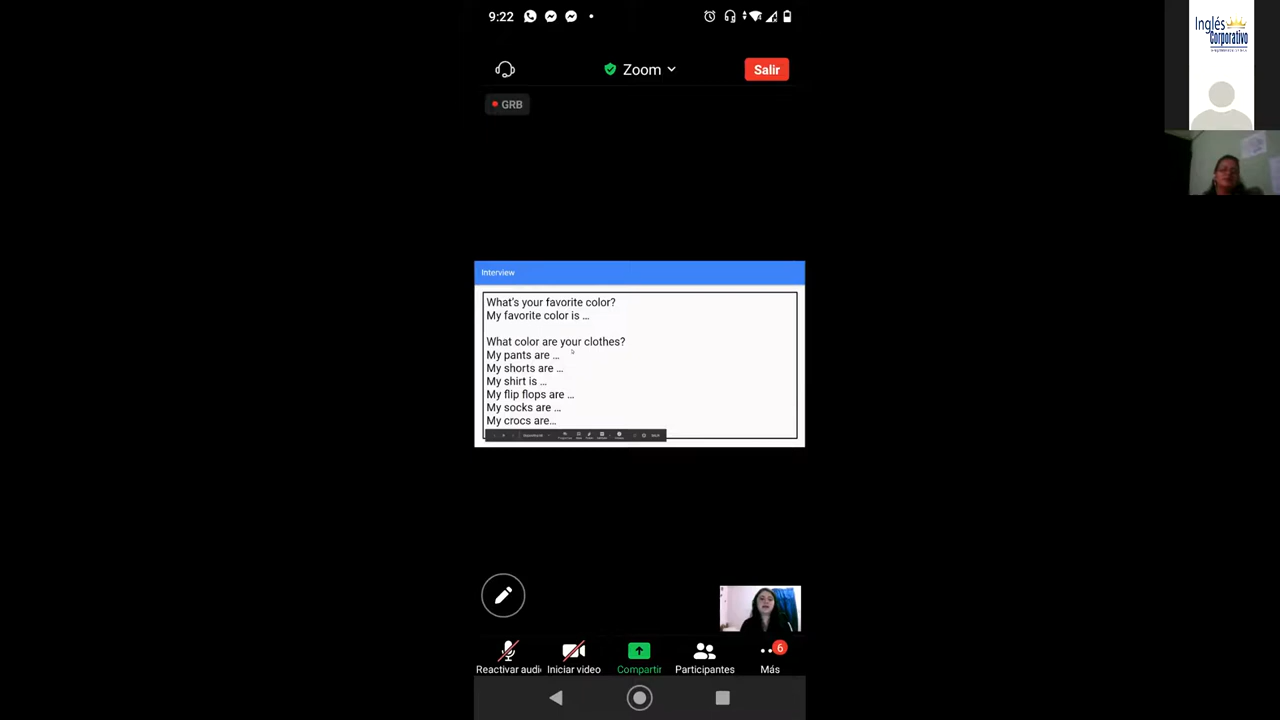 9:22
Inglés
Corporativo
Zoom
Salir
GRB
Interview
What's your favorite color?
My favorite color is ...
What color are your clothes?
My pants are ...
My shorts are ...
My shirt is ...
My flip flops are ...
My socks are ...
My crocs are...
6
Reactivar audi
Iniciar video
Compartir
Participantes
Más